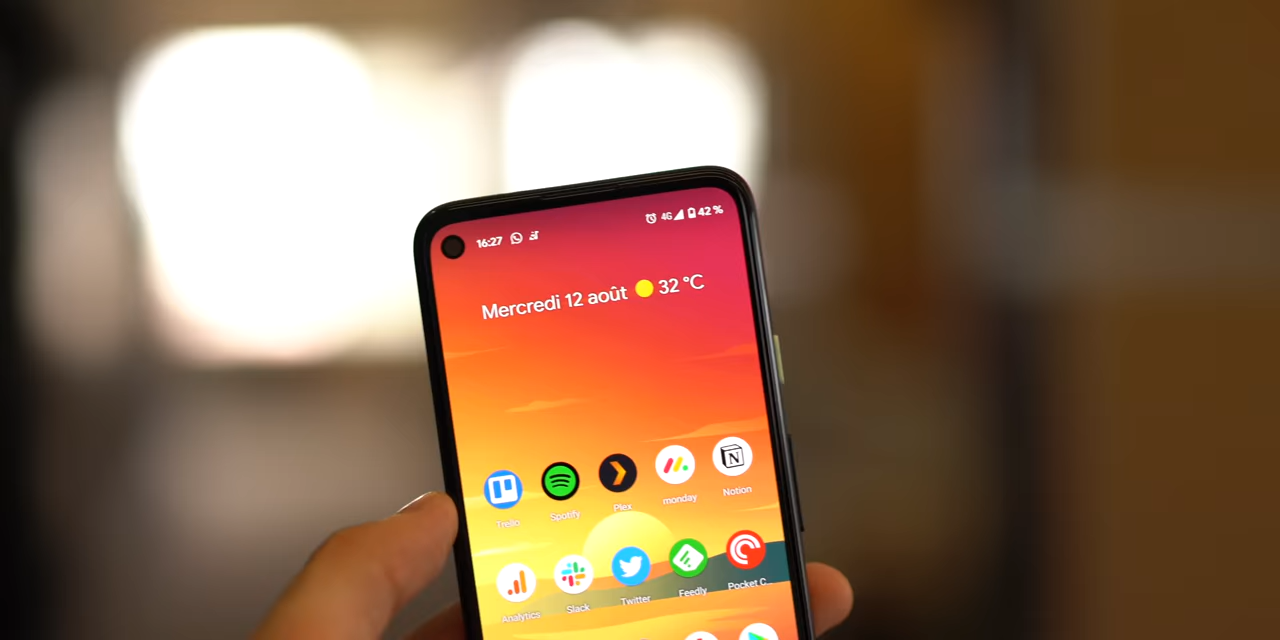 16:27
4G 42 %
Mercredi 12 août 32 °C
Trello Spotify Plex monday Notion
Analytics Slack Twitter Feedly Pocket C...